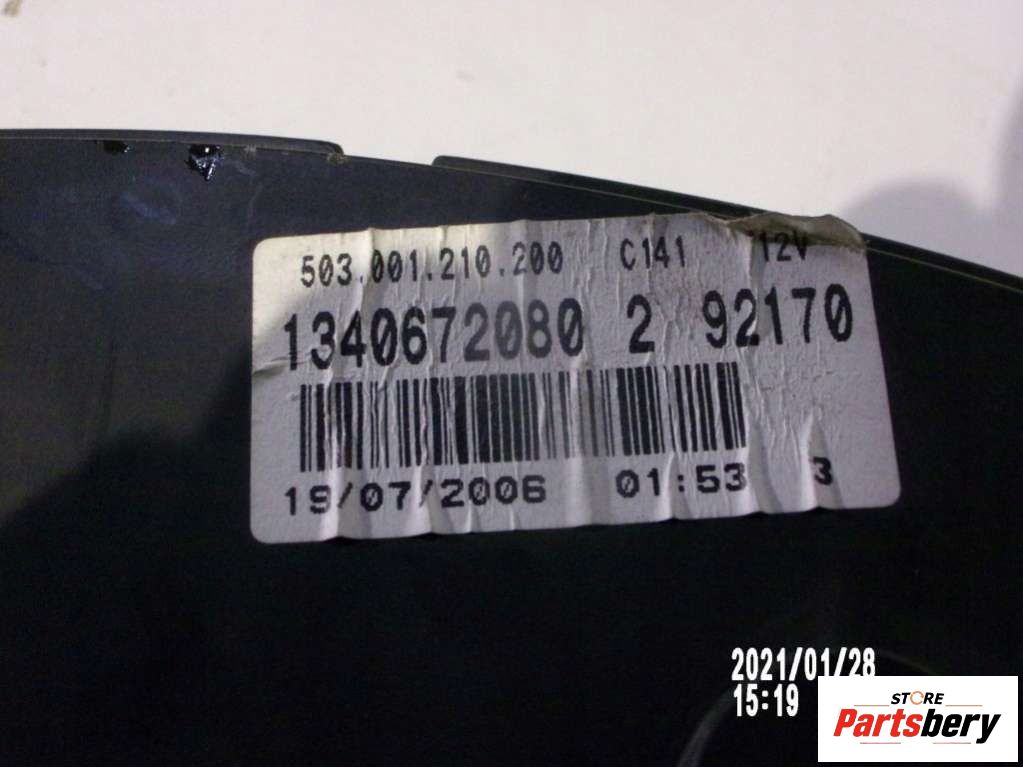 503.001.210.200 C141 12V
1340672080 2 92170
19/07/2006 01:53 3
2021/01/28
15:19
STORE
Partsbery